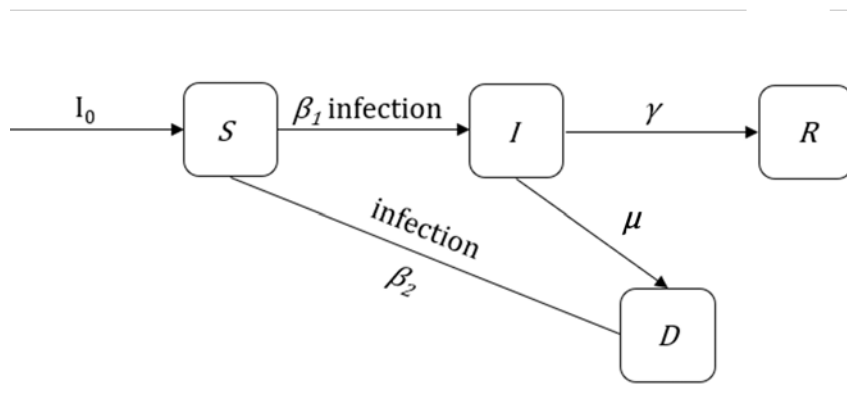 I₀
S
β₁ infection
I
γ
R
infection
β₂
μ
D